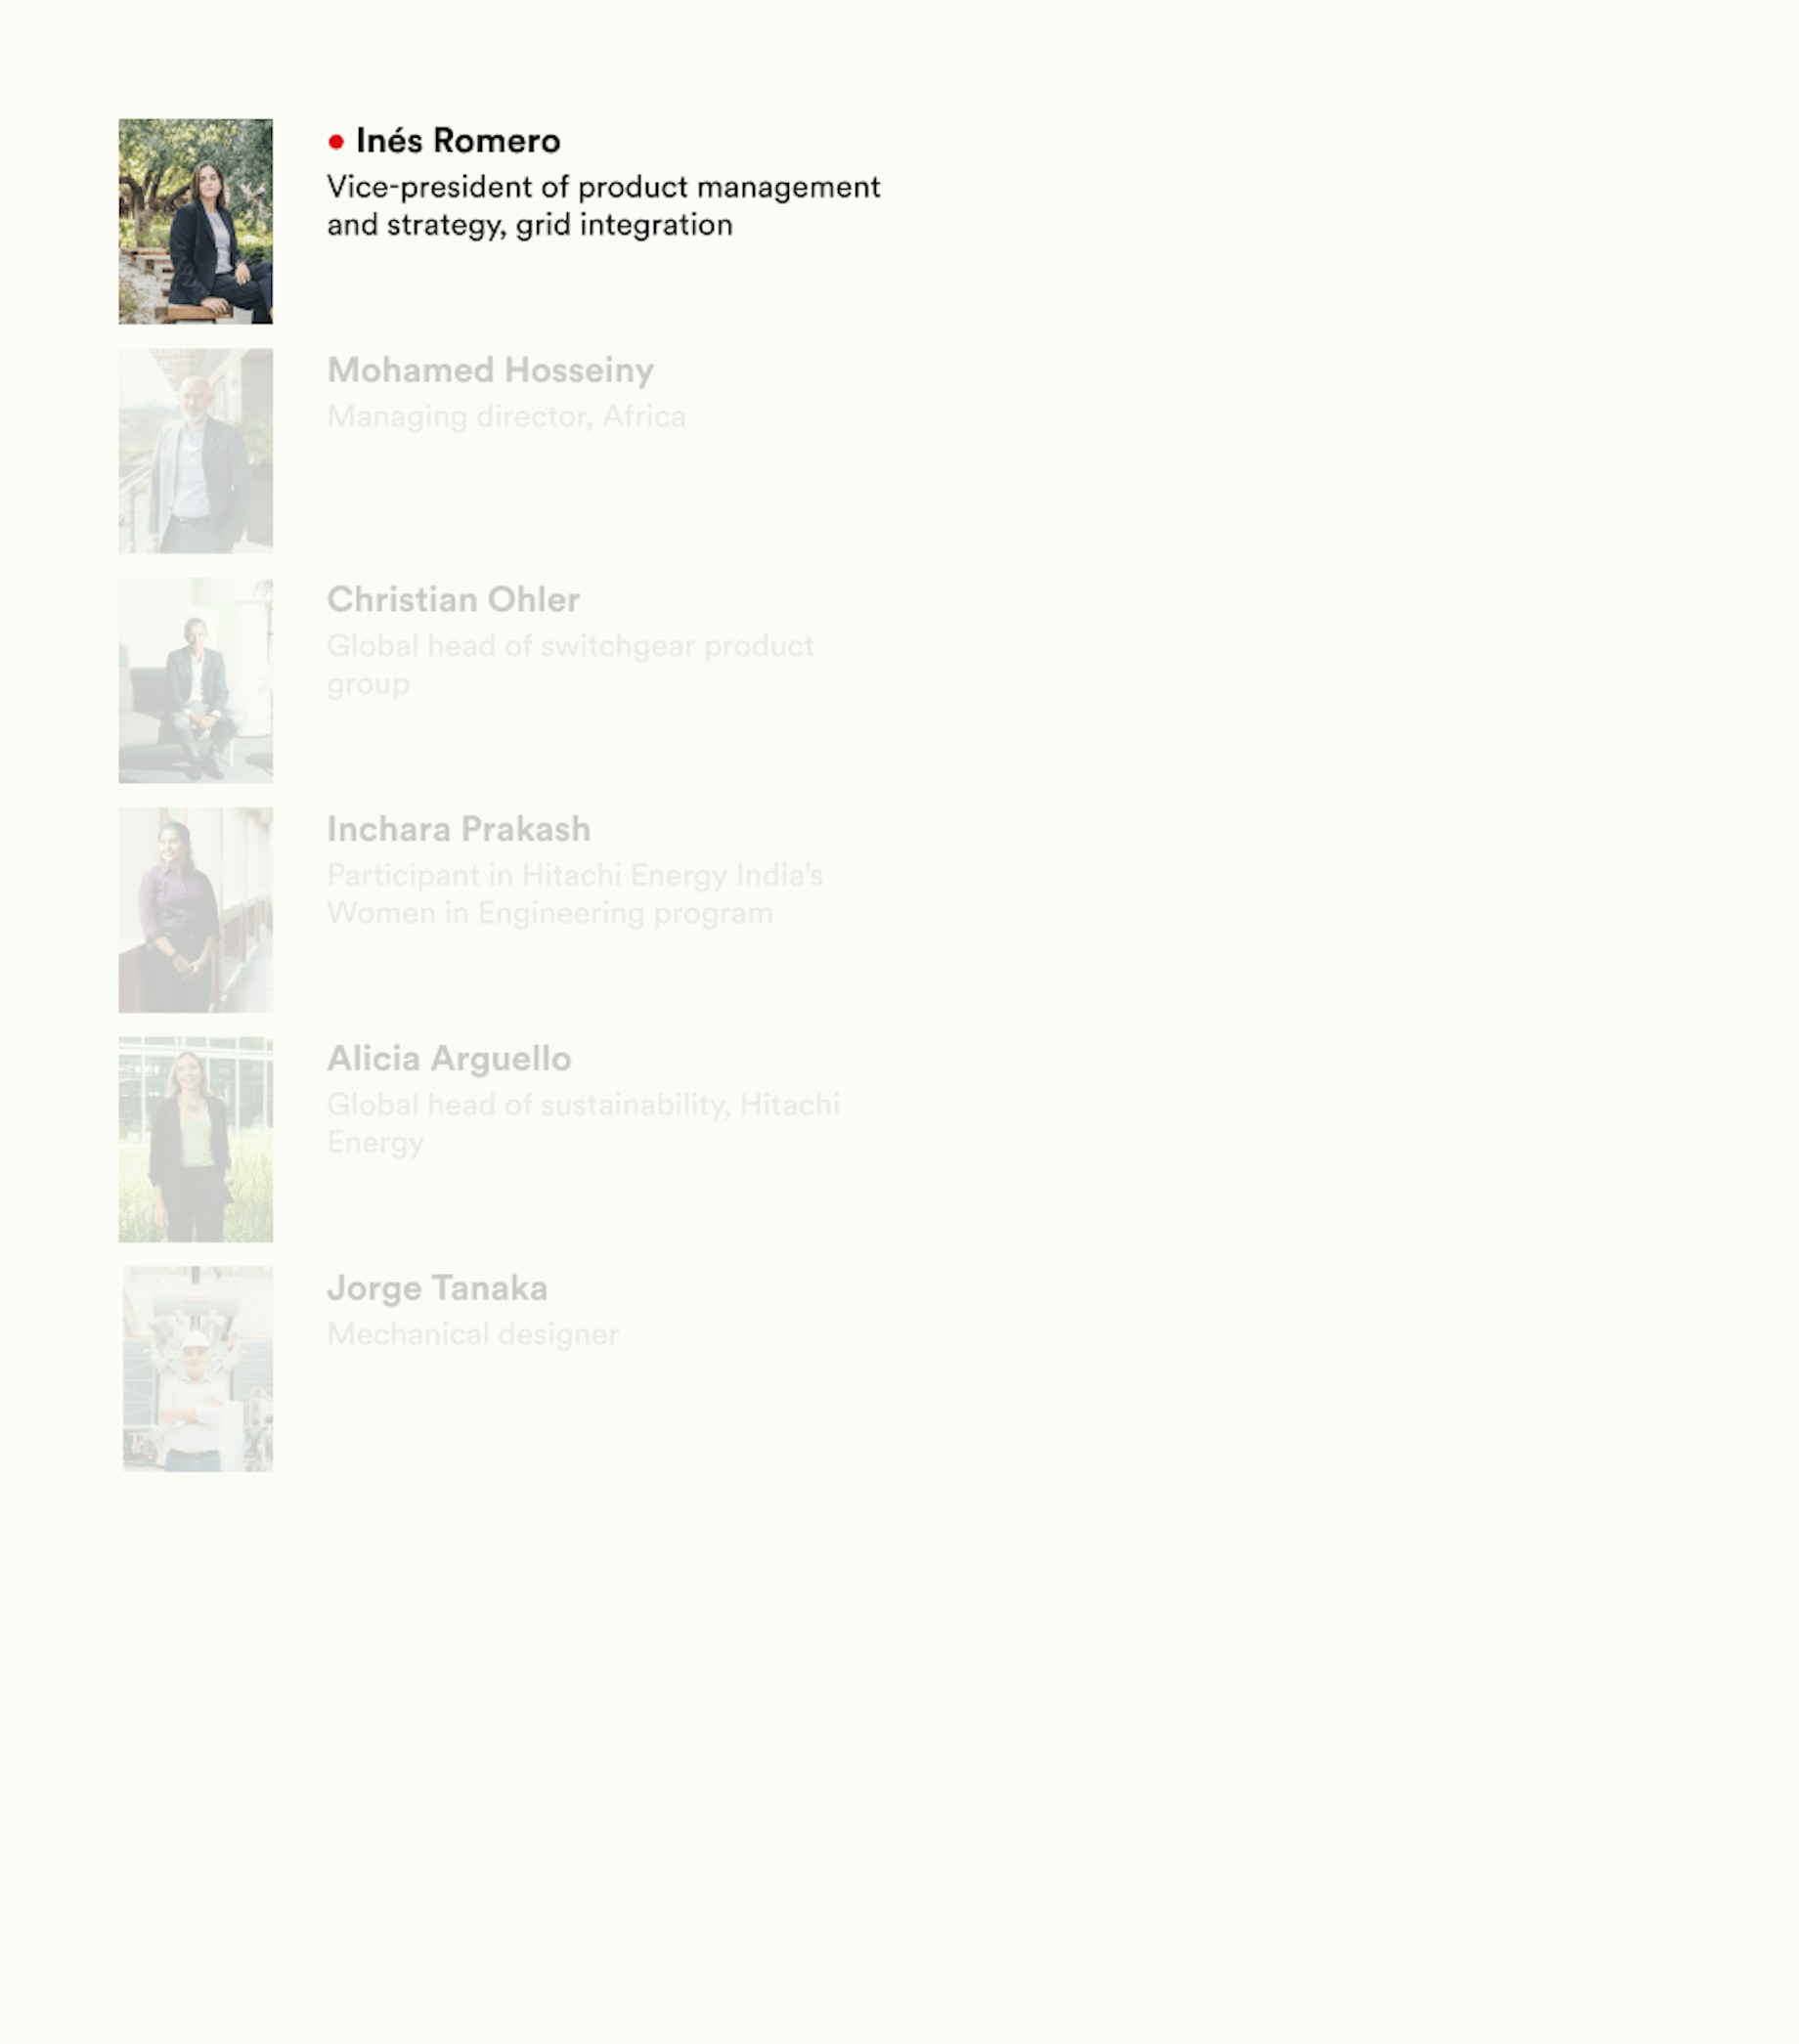 Inés Romero
Vice-president of product management
and strategy, grid integration
Mohamed Hosseiny
Managing director, Africa
Christian Ohler
Global head of switchgear product
group
Inchara Prakash
Participant in Hitachi Energy India’s
Women in Engineering program
Alicia Arguello
Global head of sustainability, Hitachi
Energy
Jorge Tanaka
Mechanical designer